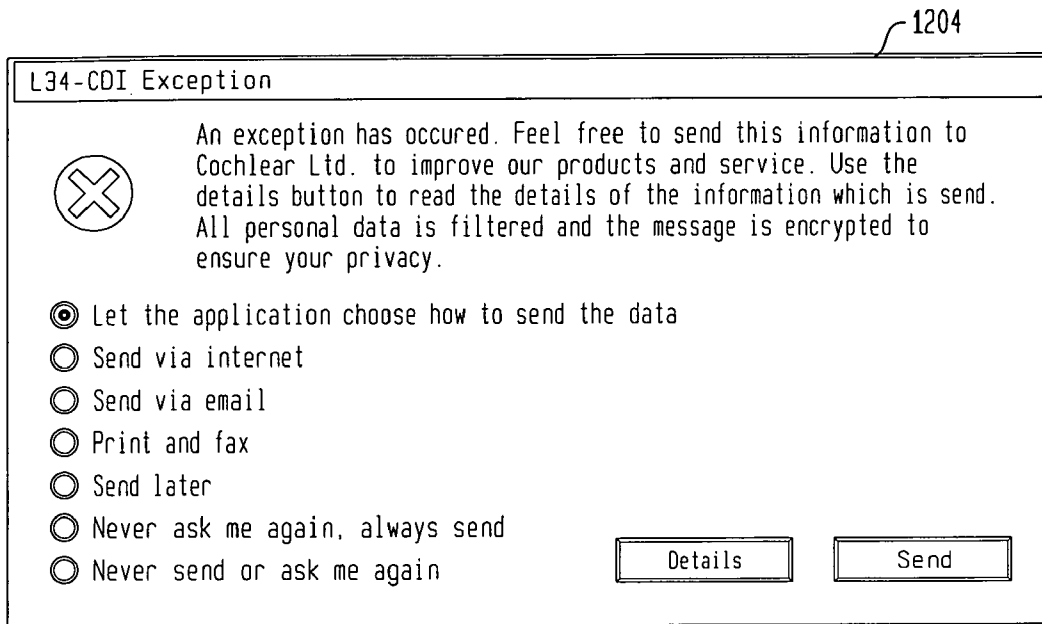 1204
L34-CDI Exception
An exception has occured. Feel free to send this information to
Cochlear Ltd. to improve our products and service. Use the
details button to read the details of the information which is send.
All personal data is filtered and the message is encrypted to
ensure your privacy.
Let the application choose how to send the data
Send via internet
Send via email
Print and fax
Send later
Never ask me again, always send
Never send or ask me again
Details
Send